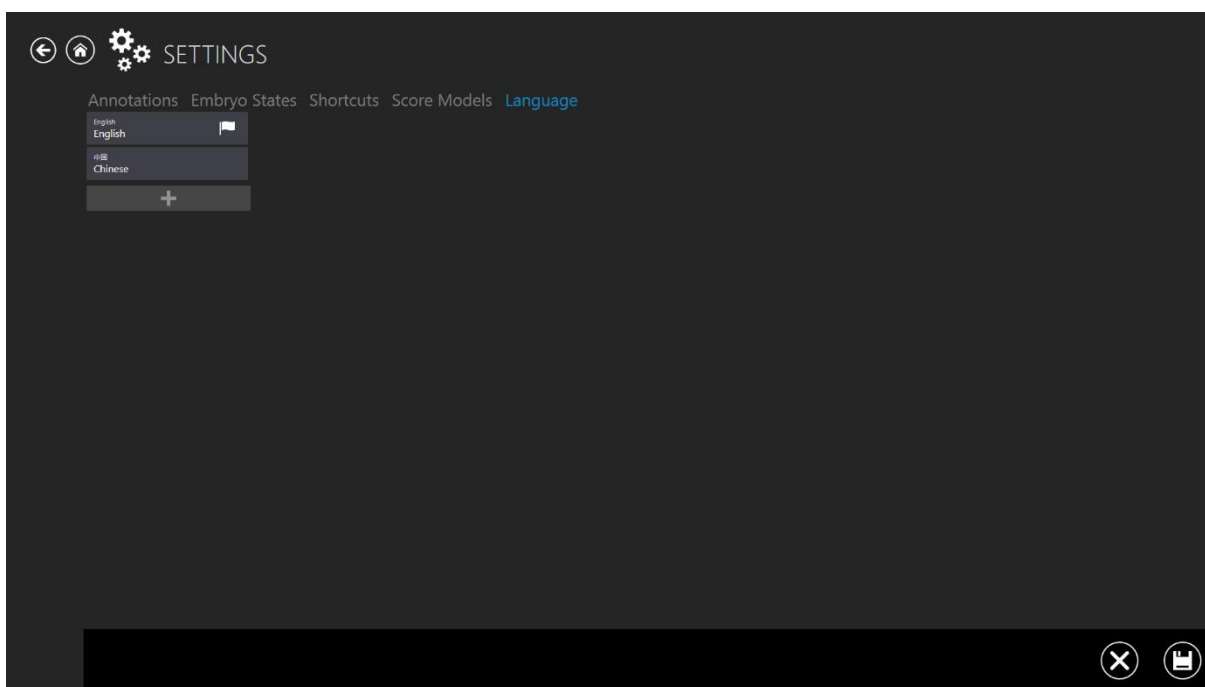 SETTINGS
Annotations Embryo States Shortcuts Score Models Language
English
English
中国
Chinese